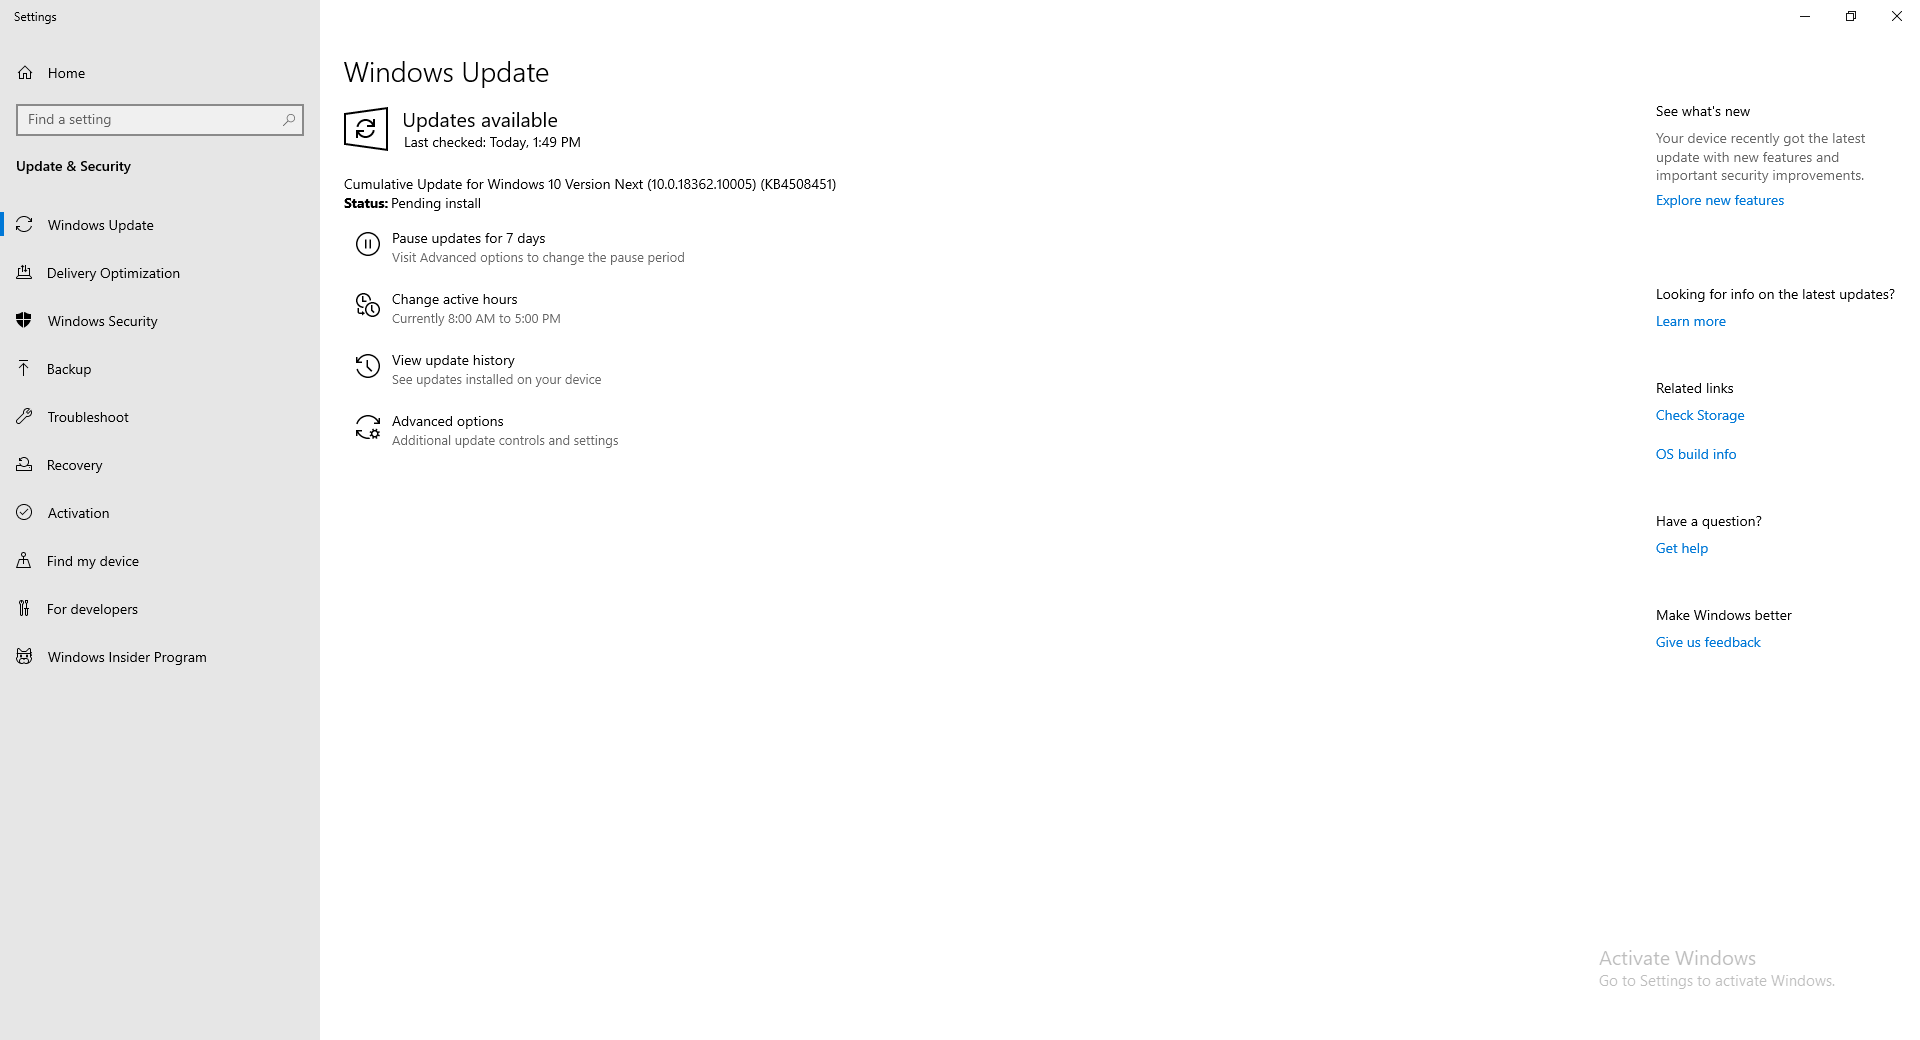 Settings
Home
Find a setting
Update & Security
Windows Update
Delivery Optimization
Windows Security
Backup
Troubleshoot
Recovery
Activation
Find my device
For developers
Windows Insider Program
Windows Update
Updates available
Last checked: Today, 1:49 PM
Cumulative Update for Windows 10 Version Next (10.0.18362.10005) (KB4508451)
Status: Pending install
Pause updates for 7 days
Visit Advanced options to change the pause period
Change active hours
Currently 8:00 AM to 5:00 PM
View update history
See updates installed on your device
Advanced options
Additional update controls and settings
See what's new
Your device recently got the latest
update with new features and
important security improvements.
Explore new features
Looking for info on the latest updates?
Learn more
Related links
Check Storage
OS build info
Have a question?
Get help
Make Windows better
Give us feedback
Activate Windows
Go to Settings to activate Windows.